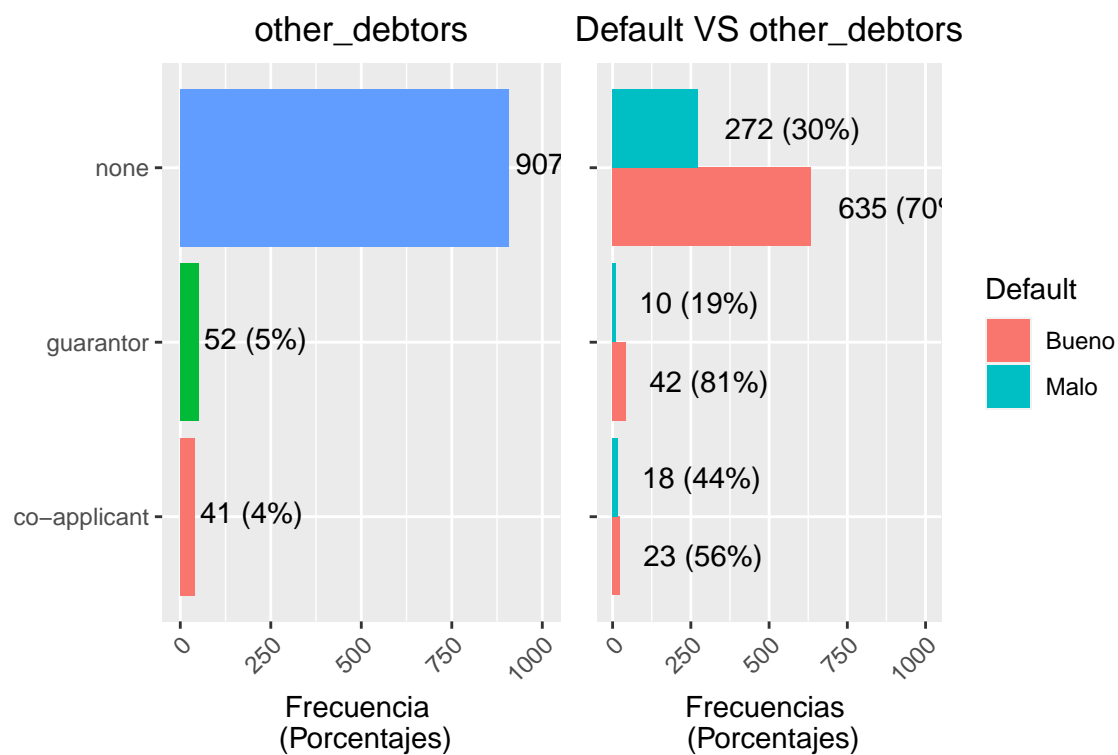 other_debtors
Default VS other_debtors
none
guarantor
co-applicant
907
52 (5%)
41 (4%)
272 (30%)
635 (70
10 (19%)
42 (81%)
18 (44%)
23 (56%)
0
250
500
750
1000
0
250
500
750
1000
Frecuencia
(Porcentajes)
Frecuencias
(Porcentajes)
Default
Bueno
Malo